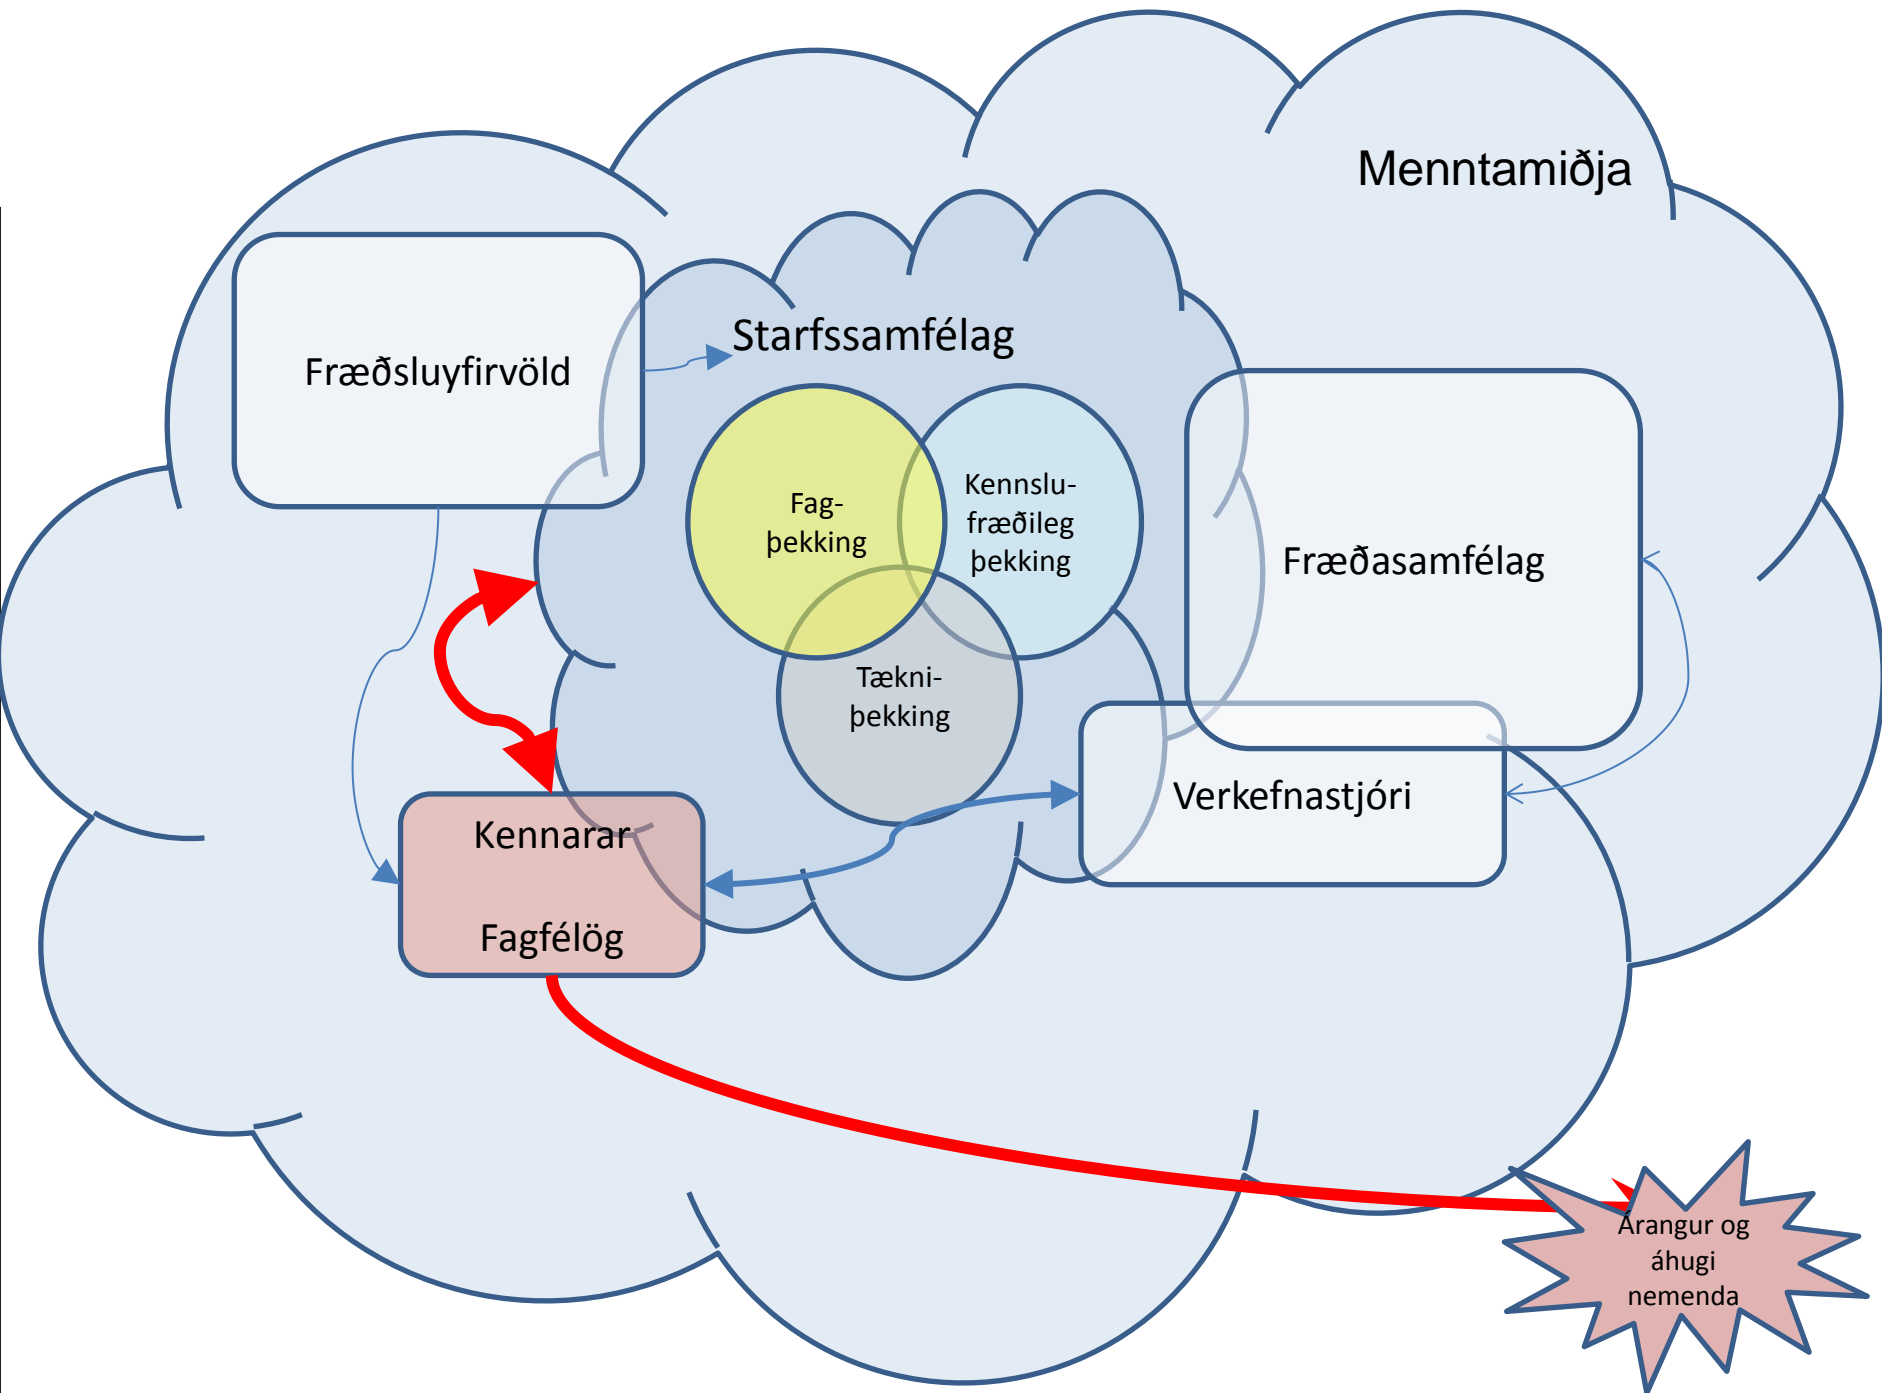 Menntamiðja
Starfssamfélag
Fræðsluyfirvöld
Fag-
þekking
Kennslu-
fræðileg
þekking
Fræðasamfélag
Tækni-
þekking
Verkefnastjóri
Kennarar
Fagfélög
Árangur og
áhugi
nemenda